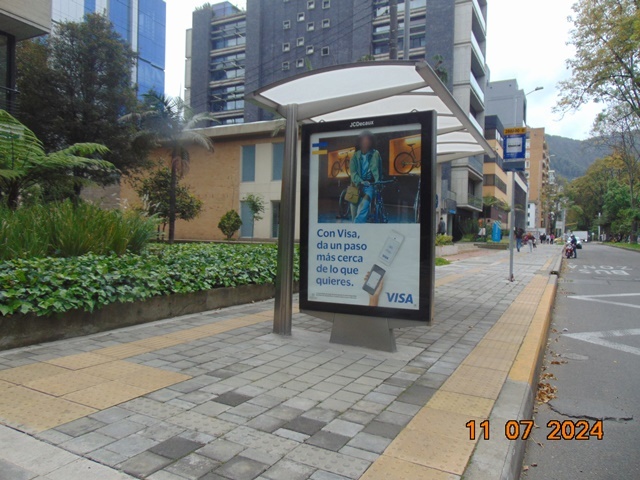 JCDecaux
Con Visa,
da un paso
más cerca
de lo que
quieres.
VISA
11 07 2024